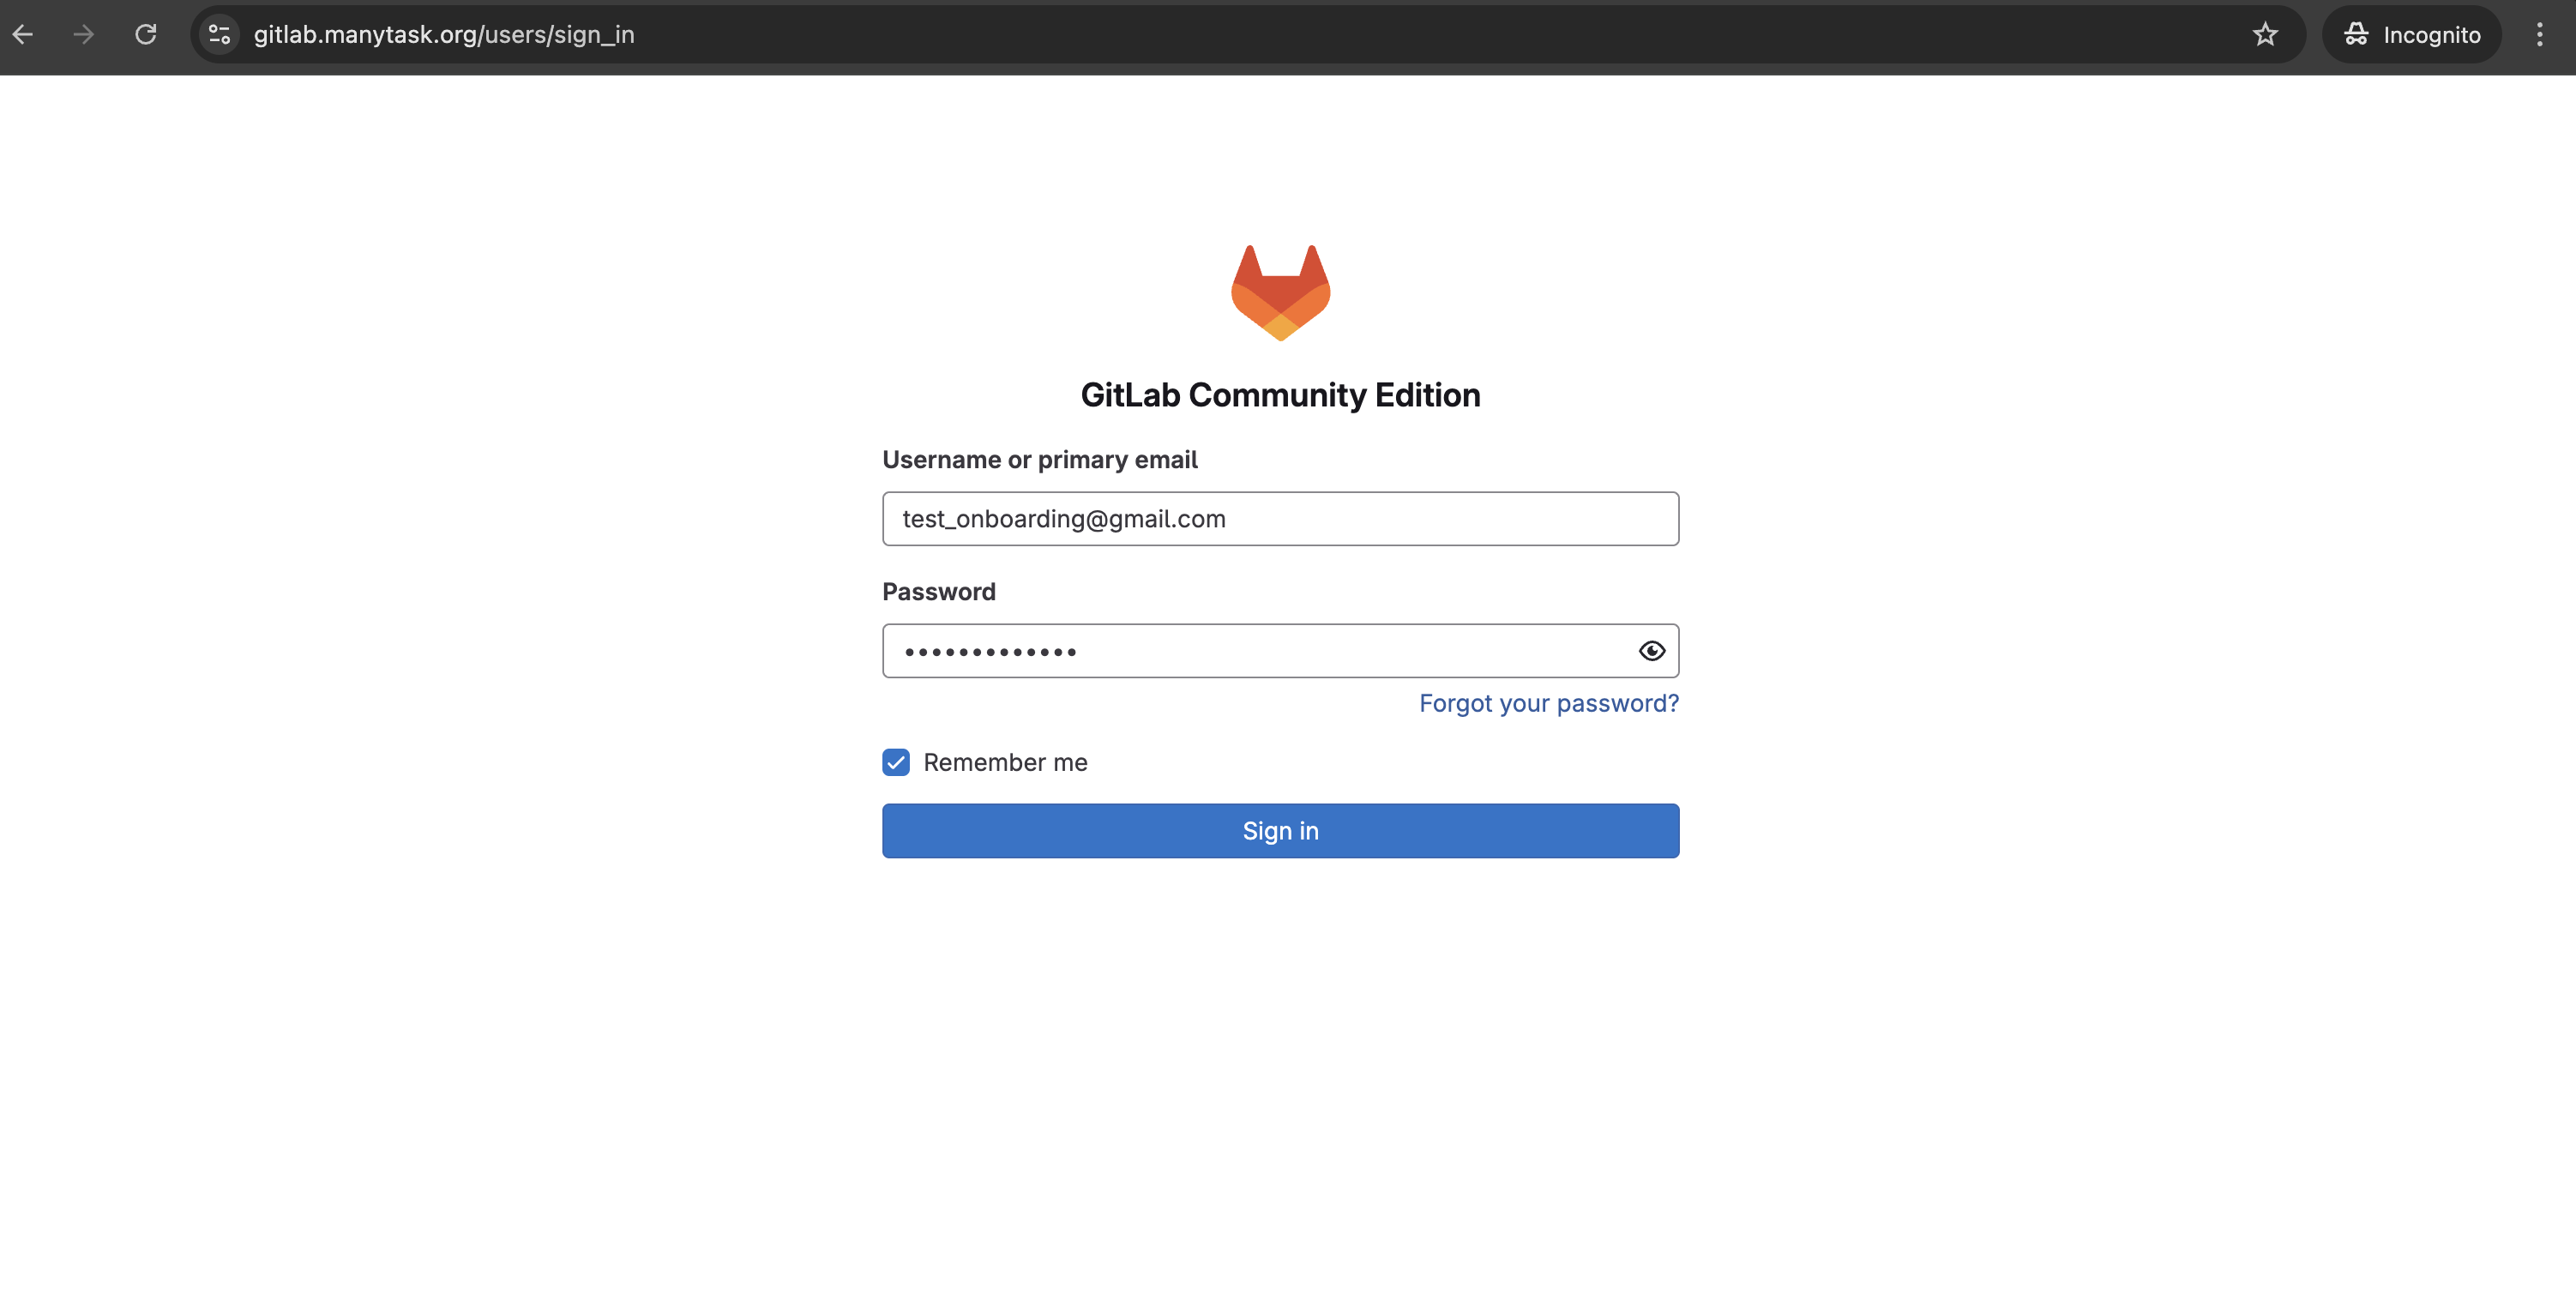 gitlab.manytask.org/users/sign_in
Incognito
GitLab Community Edition
Username or primary email
test_onboarding@gmail.com
Password
•••••••••••••
Forgot your password?
Remember me
Sign in